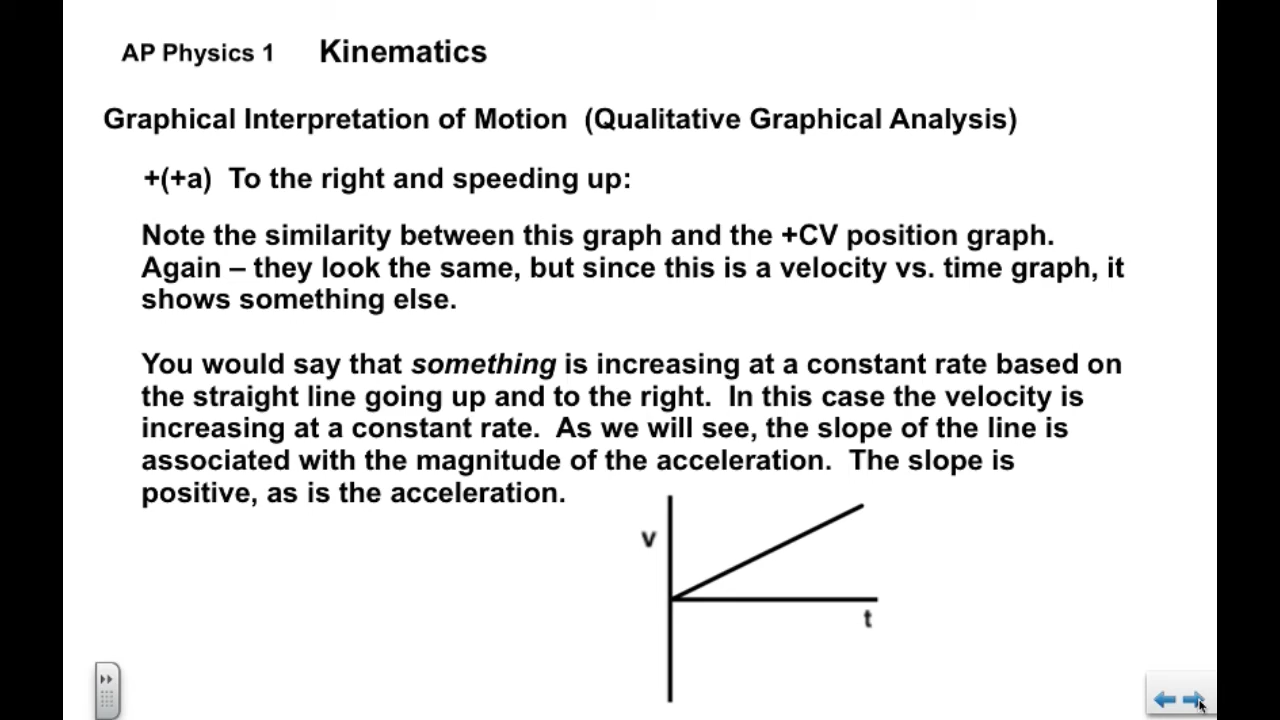 AP Physics 1 Kinematics
Graphical Interpretation of Motion (Qualitative Graphical Analysis)
+(+a) To the right and speeding up:
Note the similarity between this graph and the +CV position graph.
Again – they look the same, but since this is a velocity vs. time graph, it
shows something else.
You would say that something is increasing at a constant rate based on
the straight line going up and to the right. In this case the velocity is
increasing at a constant rate. As we will see, the slope of the line is
associated with the magnitude of the acceleration. The slope is
positive, as is the acceleration.
v
t